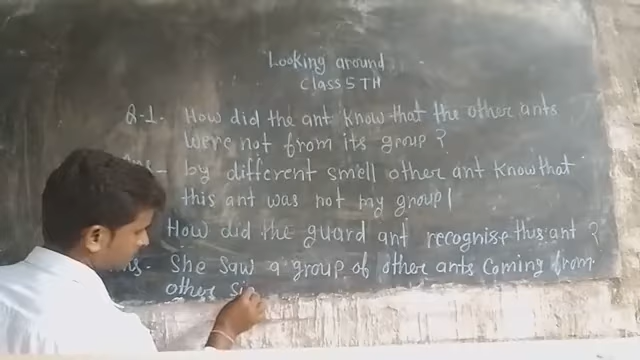 Looking around
Class 5 TH
Q-1- How did the ant know that the other ants
were not from its group ?
Ans - by different smell other ant know that
this ant was not my group |
How did the guard ant recognise this ant ?
Ans- She saw a group of other ants coming from
other Si